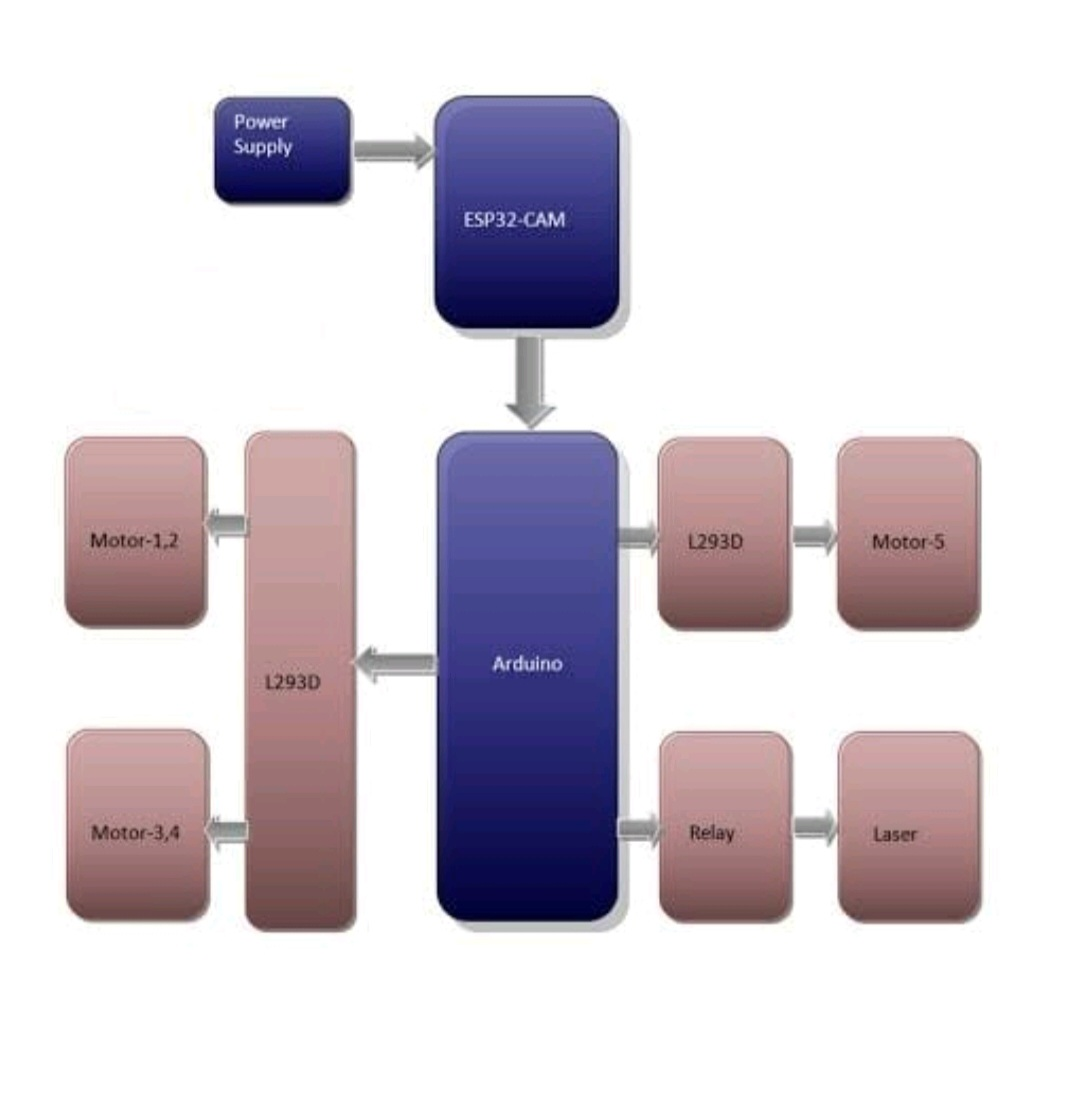 Power
Supply
ESP32-CAM
Motor-1,2
L293D
Motor-5
Arduino
L293D
Motor-3,4
Relay
Laser